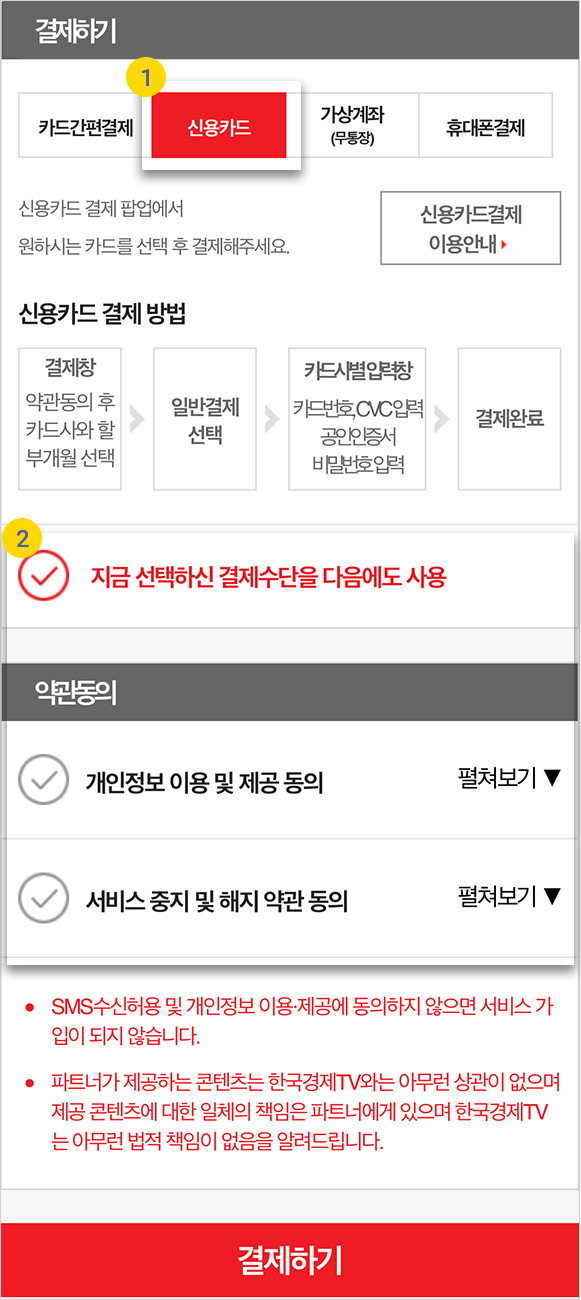 결제하기
1
카드간편결제
신용카드
가상계좌
(무통장)
휴대폰결제
신용카드 결제 팝업에서
원하시는 카드를 선택 후 결제해주세요.
신용카드결제
이용안내
신용카드 결제 방법
결제창
약관동의 후
카드사와 할
부개월 선택
일반결제
선택
카드사별 입력창
카드번호, CVC 입력
공인인증서
비밀번호 입력
결제완료
2
지금 선택하신 결제수단을 다음에도 사용
약관동의
개인정보 이용 및 제공 동의
펼쳐보기 ▼
서비스 중지 및 해지 약관 동의
펼쳐보기 ▼
• SMS수신허용 및 개인정보 이용·제공에 동의하지 않으면 서비스 가
입이 되지 않습니다.
• 파트너가 제공하는 콘텐츠는 한국경제TV와는 아무런 상관이 없으며
제공 콘텐츠에 대한 일체의 책임은 파트너에게 있으며 한국경제TV
는 아무런 법적 책임이 없음을 알려드립니다.
결제하기